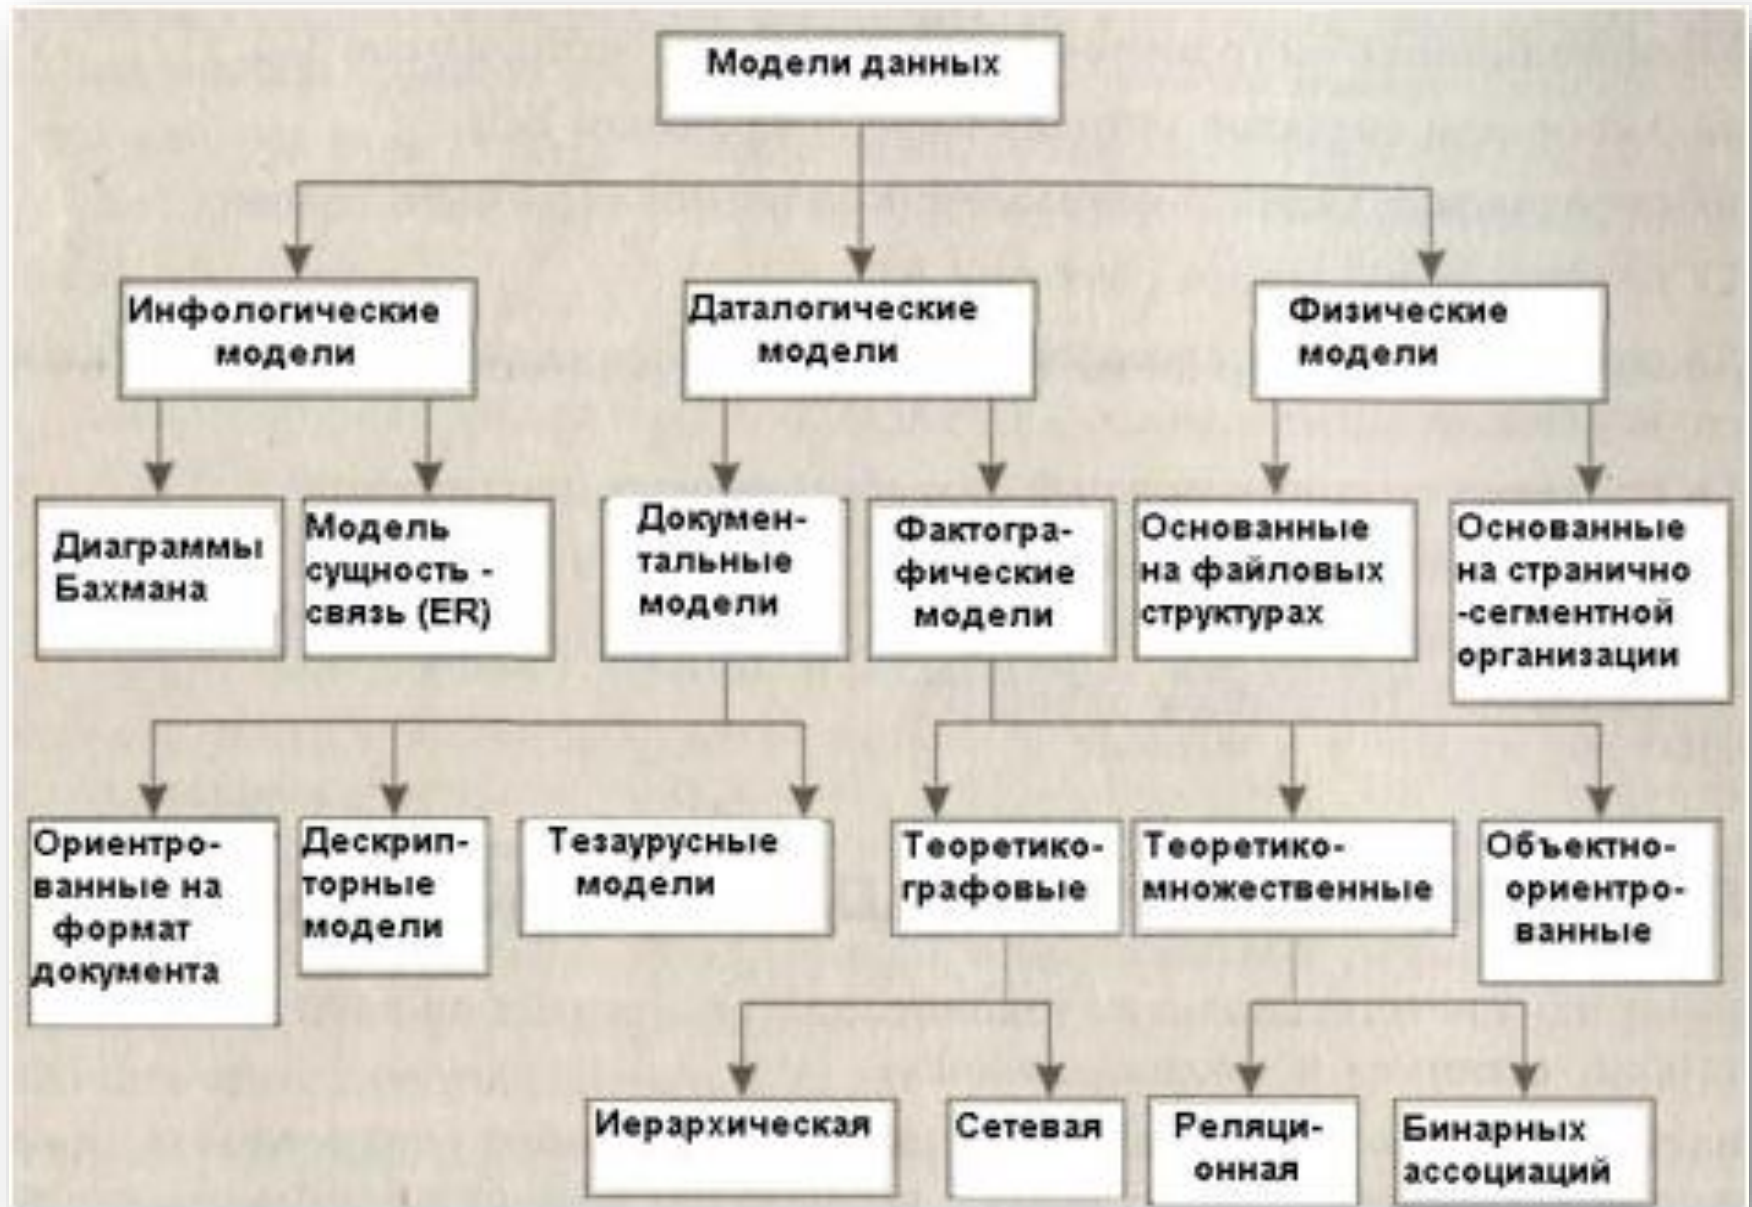 Модели данных
Инфологические
модели
Даталогические
модели
Физические
модели
Диаграммы
Бахмана
Модель
сущность -
связь (ER)
Докумен-
тальные
модели
Фактогра-
фические
модели
Основанные
на файловых
структурах
Основанные
на странично
-сегментной
организации
Ориентро-
ванные на
формат
документа
Дескрип-
торные
модели
Тезаурусные
модели
Теоретико-
графовые
Теоретико-
множественные
Объектно-
ориентро-
ванные
Иерархическая
Сетевая
Реляци-
онная
Бинарных
ассоциаций